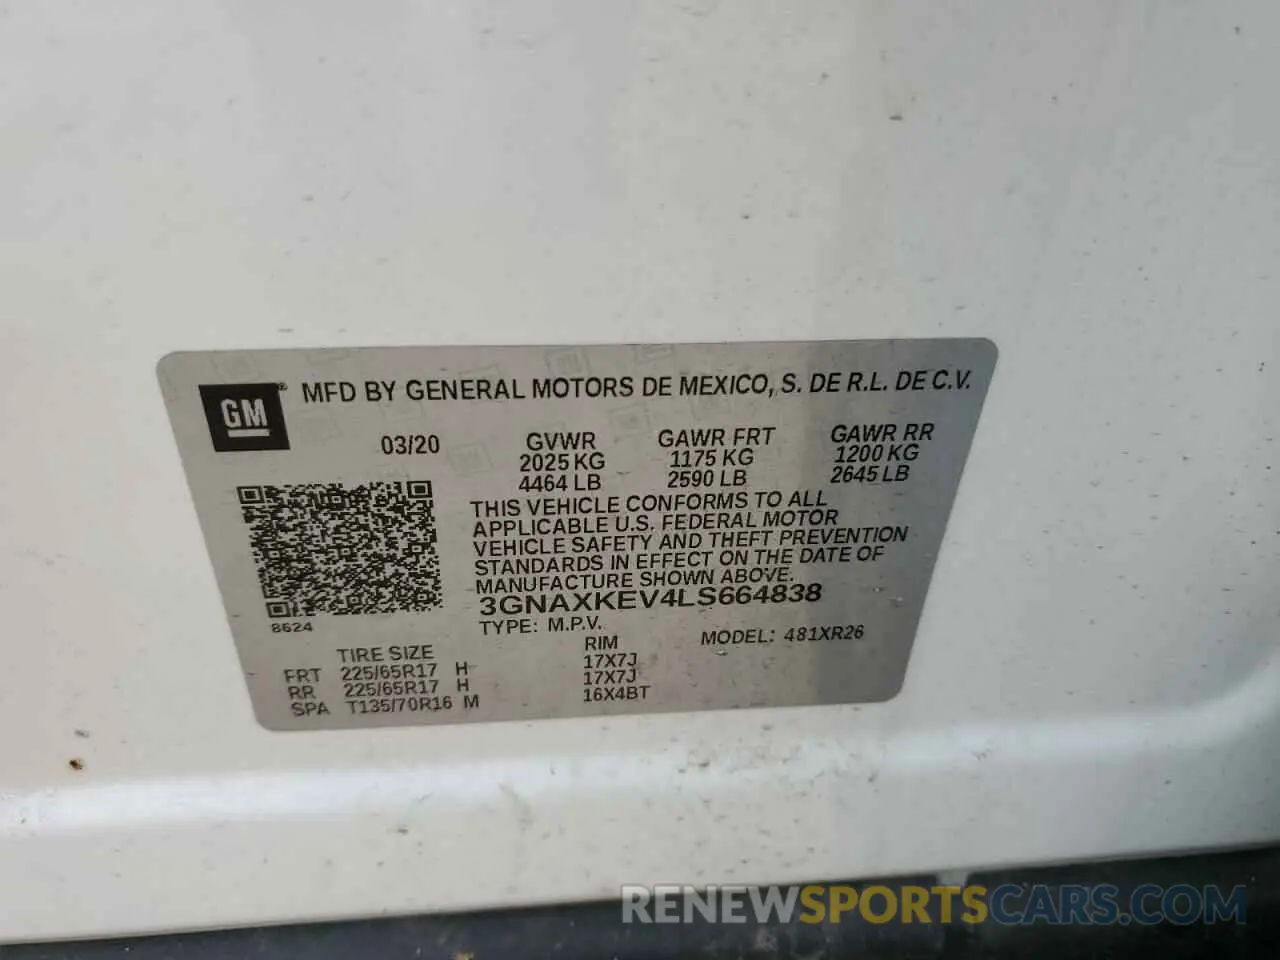 GM® MFD BY GENERAL MOTORS DE MEXICO, S. DE R.L. DE C.V.
03/20 GVWR GAWR FRT GAWR RR
2025 KG 1175 KG 1200 KG
4464 LB 2590 LB 2645 LB
THIS VEHICLE CONFORMS TO ALL
APPLICABLE U.S. FEDERAL MOTOR
VEHICLE SAFETY AND THEFT PREVENTION
STANDARDS IN EFFECT ON THE DATE OF
MANUFACTURE SHOWN ABOVE.
3GNAXKEV4LS664838
8624
TYPE: M.P.V. MODEL: 481XR26
TIRE SIZE RIM
FRT 225/65R17 H 17X7J
RR 225/65R17 H 17X7J
SPA T135/70R16 M 16X4BT
RENEWSPORTSCARS.COM